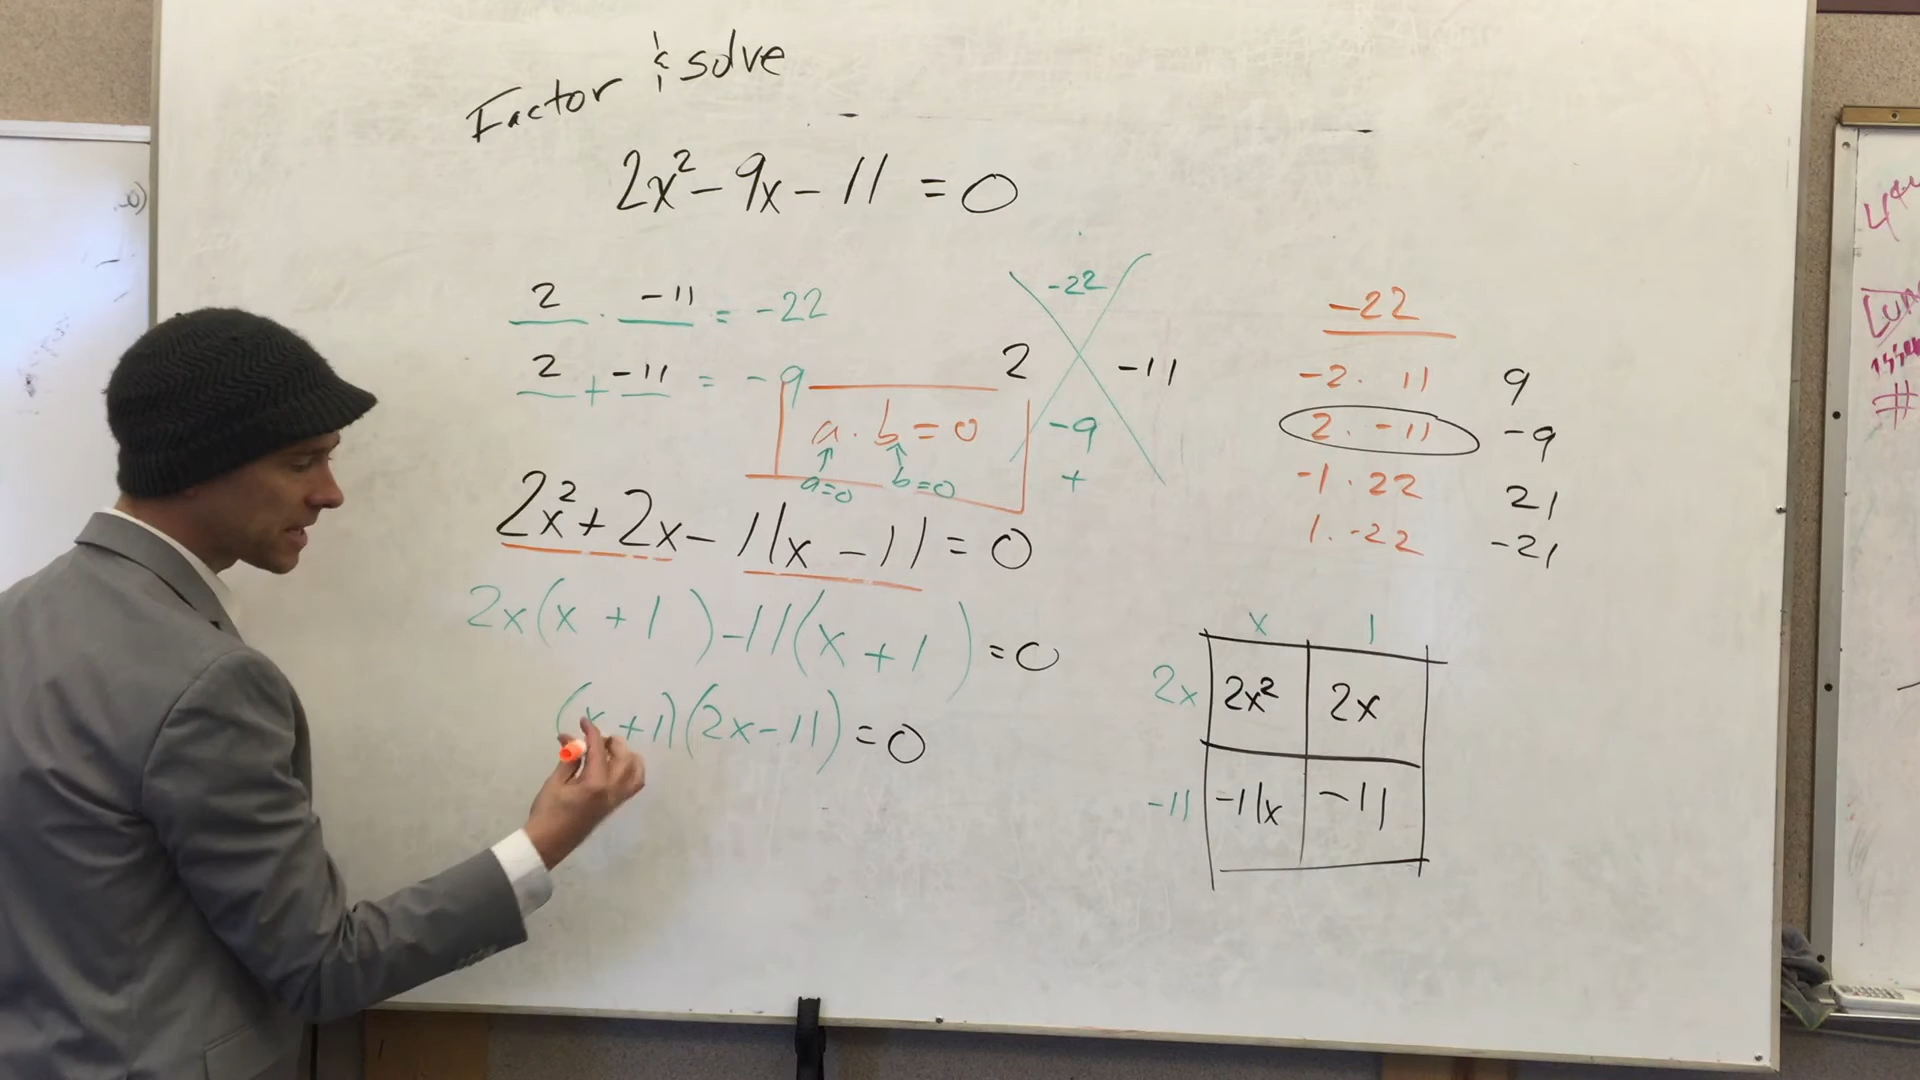 Factor & solve
2x² - 9x - 11 = 0
2 · -11 = -22
2 + -11 = -9
a · b = 0
a=0 b=0
-22
2 -11
-9
+
-22
-2 · 11 9
2 · -11 -9
-1 · 22 21
1 · -22 -21
2x² + 2x - 11x - 11 = 0
2x(x + 1) - 11(x + 1) = 0
(x + 1)(2x - 11) = 0
x 1
2x 2x² 2x
-11 -11x -11
#